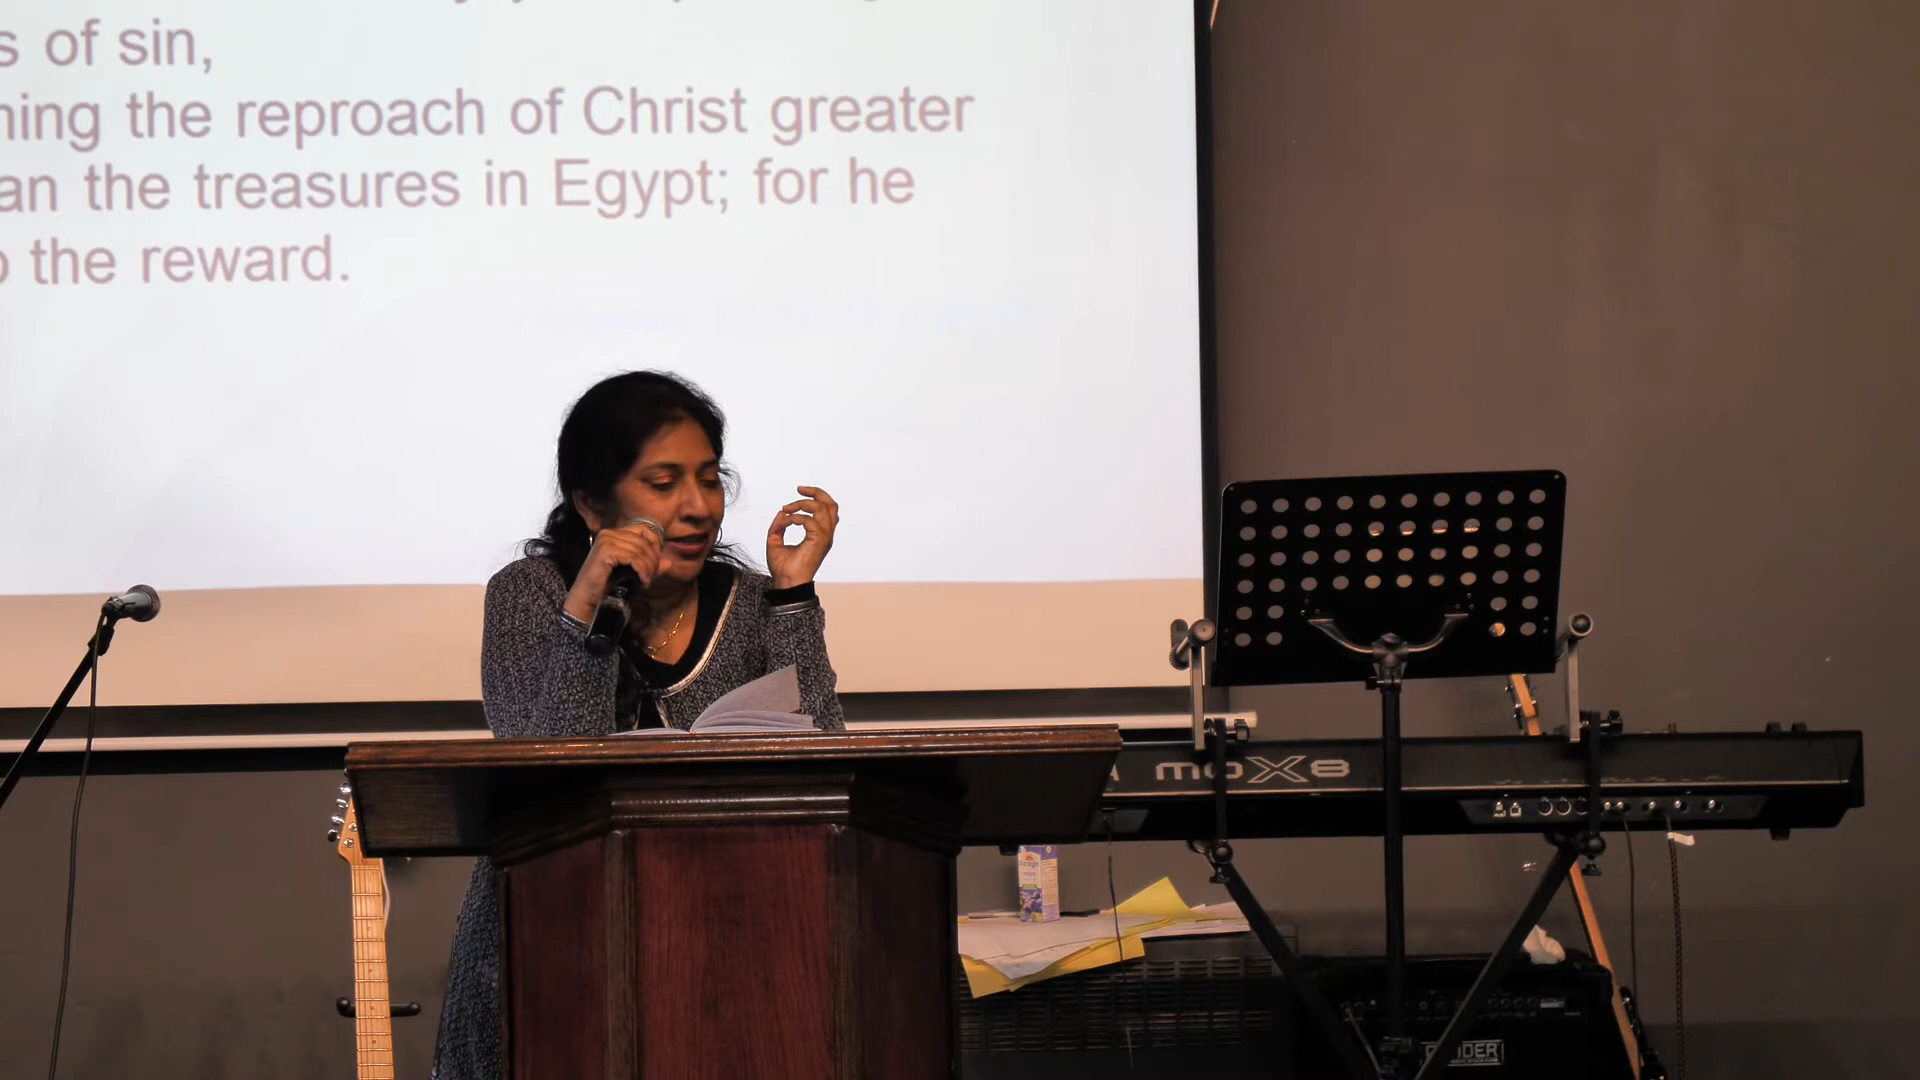 s of sin,
ning the reproach of Christ greater
an the treasures in Egypt; for he
o the reward.
moX8